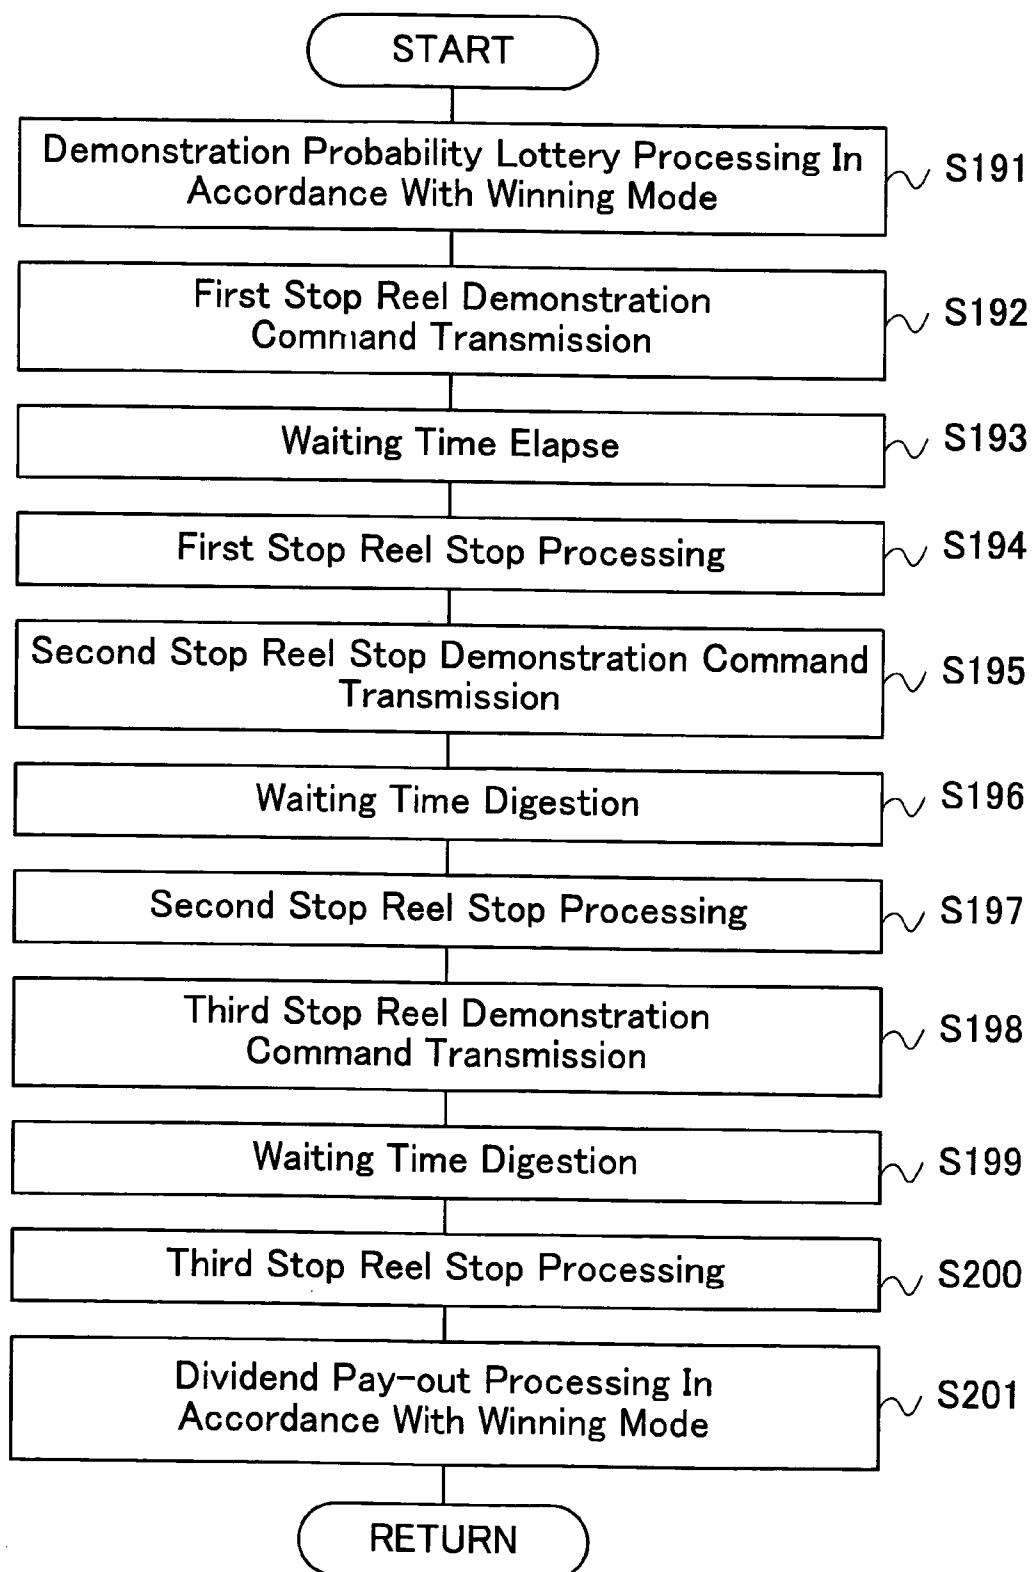 START
Demonstration Probability Lottery Processing In
Accordance With Winning Mode
S191
First Stop Reel Demonstration
Command Transmission
S192
Waiting Time Elapse
S193
First Stop Reel Stop Processing
S194
Second Stop Reel Stop Demonstration Command
Transmission
S195
Waiting Time Digestion
S196
Second Stop Reel Stop Processing
S197
Third Stop Reel Demonstration
Command Transmission
S198
Waiting Time Digestion
S199
Third Stop Reel Stop Processing
S200
Dividend Pay-out Processing In
Accordance With Winning Mode
S201
RETURN